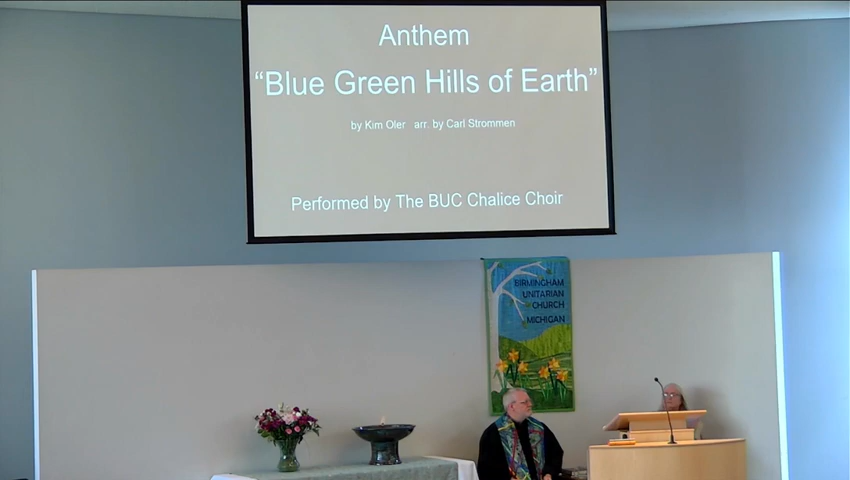 Anthem
“Blue Green Hills of Earth”
by Kim Oler arr. by Carl Strommen
Performed by The BUC Chalice Choir
BIRMINGHAM
UNITARIAN
CHURCH
MICHIGAN